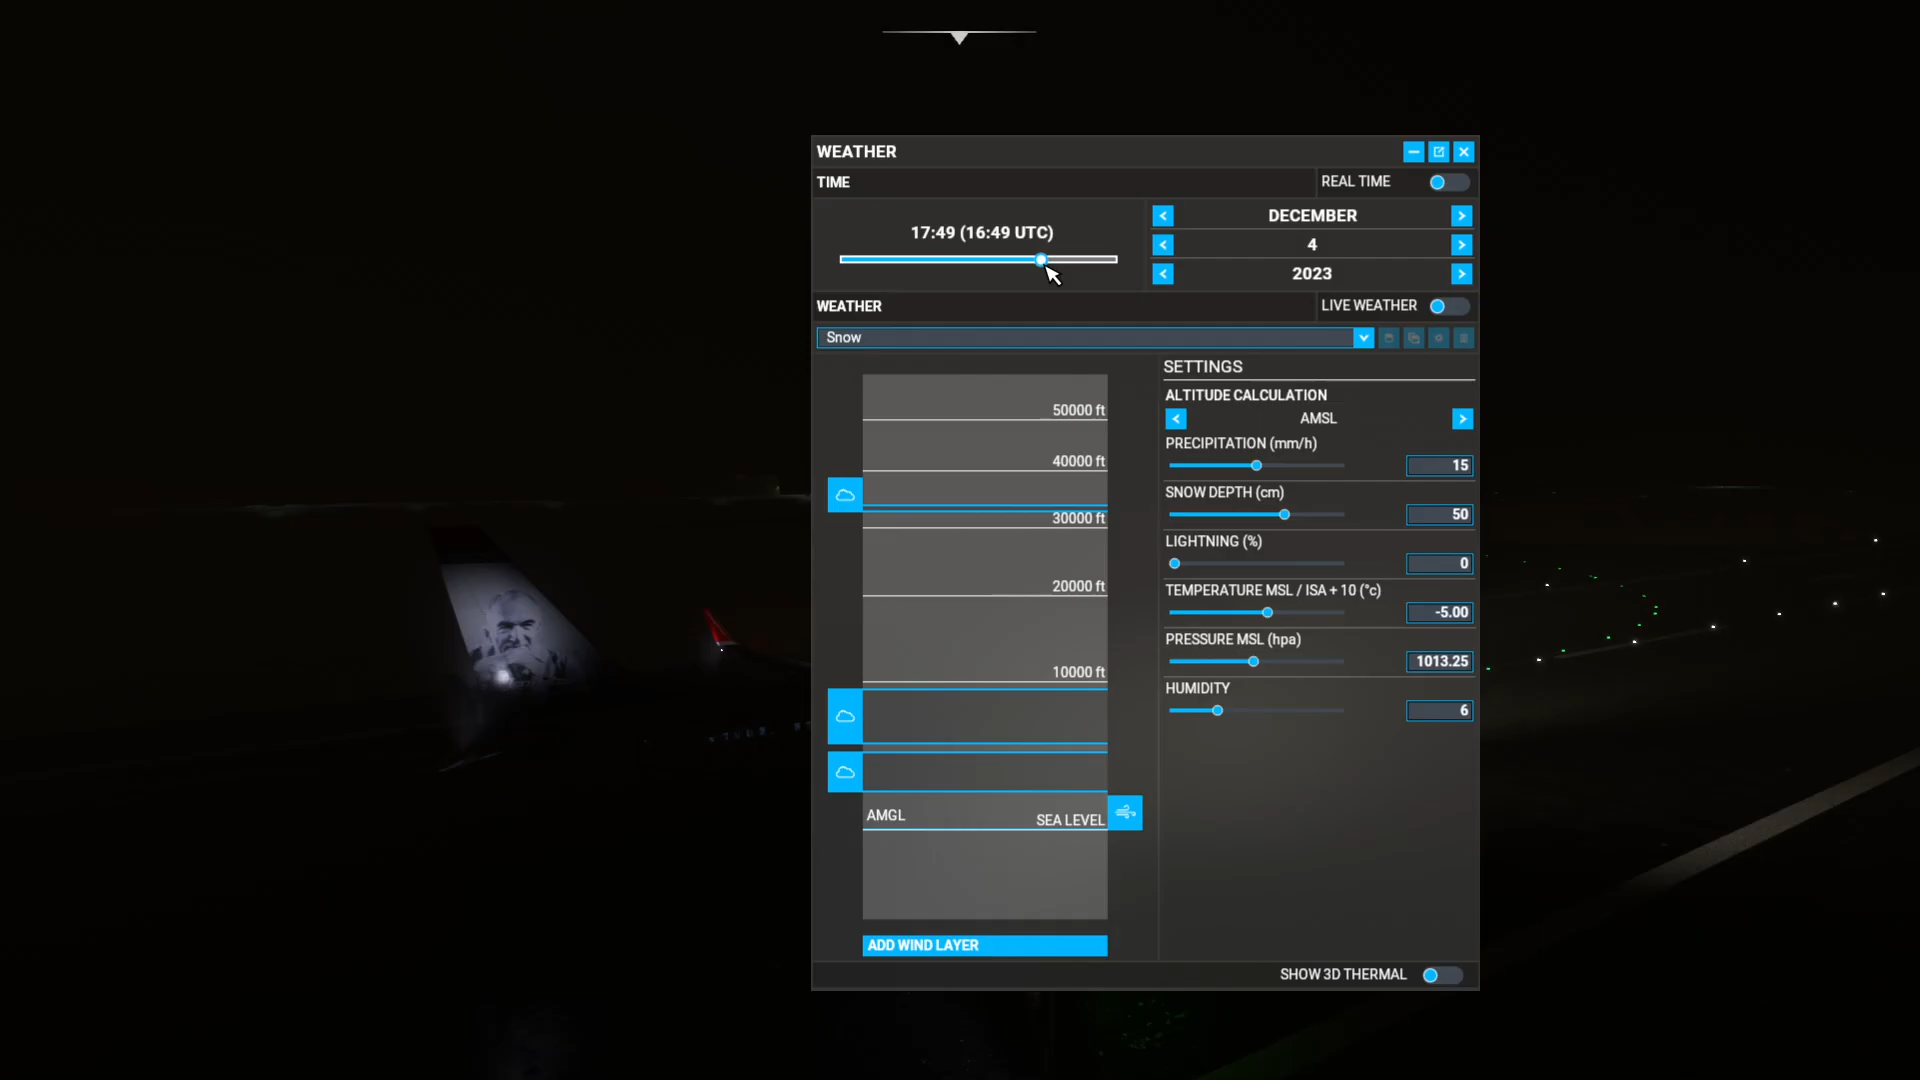 WEATHER
TIME
REAL TIME
17:49 (16:49 UTC)
DECEMBER
4
2023
WEATHER
LIVE WEATHER
Snow
SETTINGS
ALTITUDE CALCULATION
AMSL
PRECIPITATION (mm/h)
15
SNOW DEPTH (cm)
50
LIGHTNING (%)
0
TEMPERATURE MSL / ISA + 10 (°c)
-5.00
PRESSURE MSL (hpa)
1013.25
HUMIDITY
6
50000 ft
40000 ft
30000 ft
20000 ft
10000 ft
AMGL
SEA LEVEL
ADD WIND LAYER
SHOW 3D THERMAL